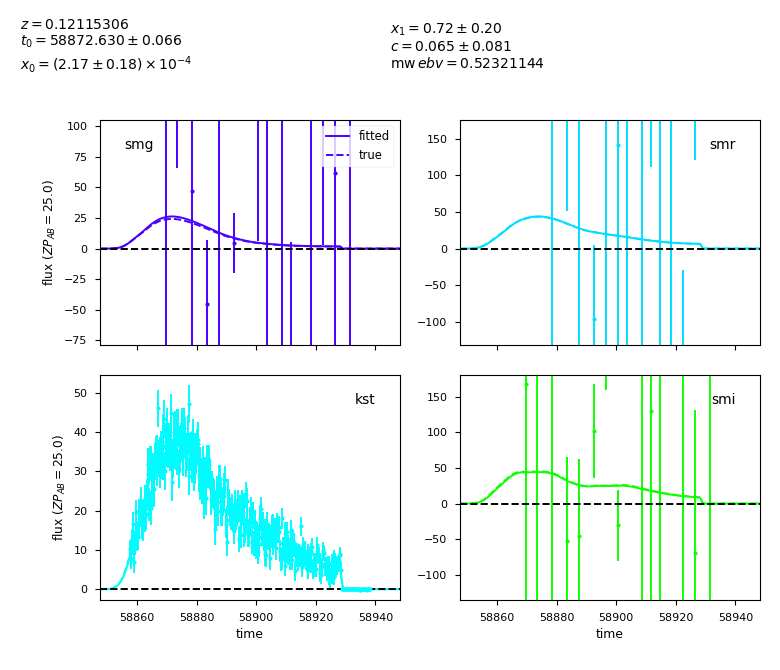 z = 0.12115306
t₀ = 58872.630 ± 0.066
x₀ = (2.17 ± 0.18) × 10⁻⁴
x₁ = 0.72 ± 0.20
c = 0.065 ± 0.081
mw ebv = 0.52321144
100
75
50
25
0
−25
−50
−75
flux (ZP_AB = 25.0)
smg
fitted
true
150
100
50
0
−50
−100
smr
50
40
30
20
10
0
flux (ZP_AB = 25.0)
kst
58860
58880
58900
58920
58940
time
150
100
50
0
−50
−100
smi
58860
58880
58900
58920
58940
time